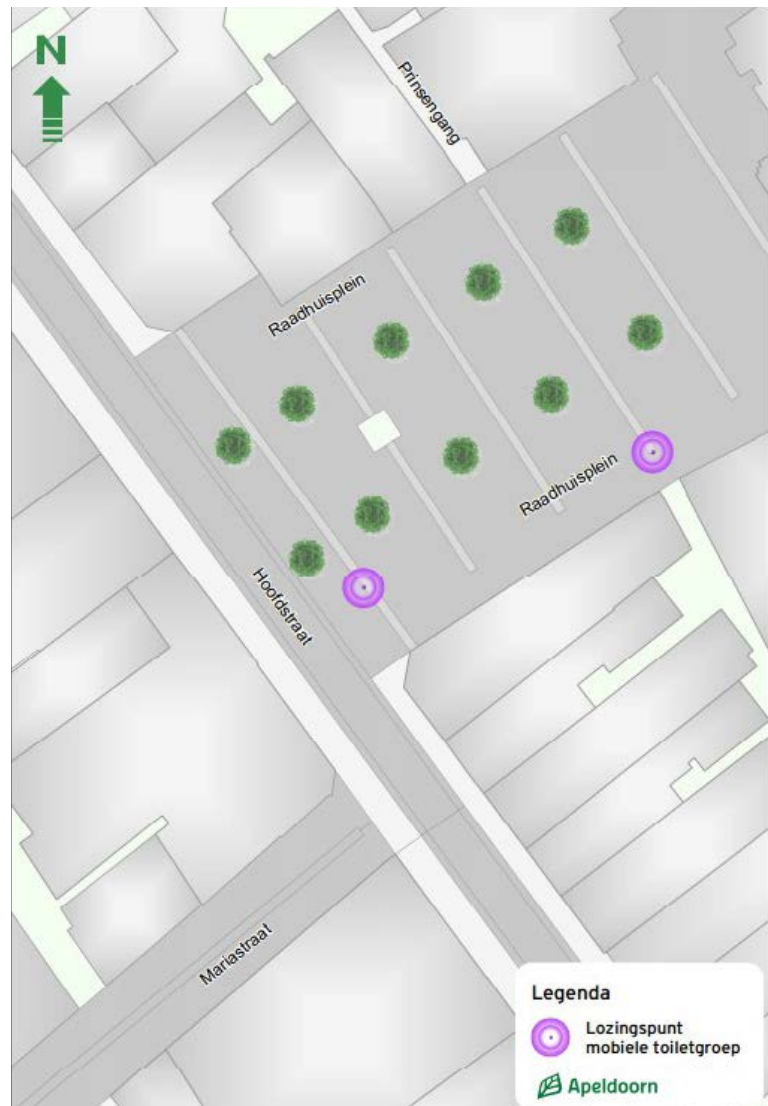 N
Prinsengang
Raadhuisplein
Raadhuisplein
Hoofdstraat
Mariastraat
Legenda
Lozingspunt
mobiele toiletgroep
Apeldoorn